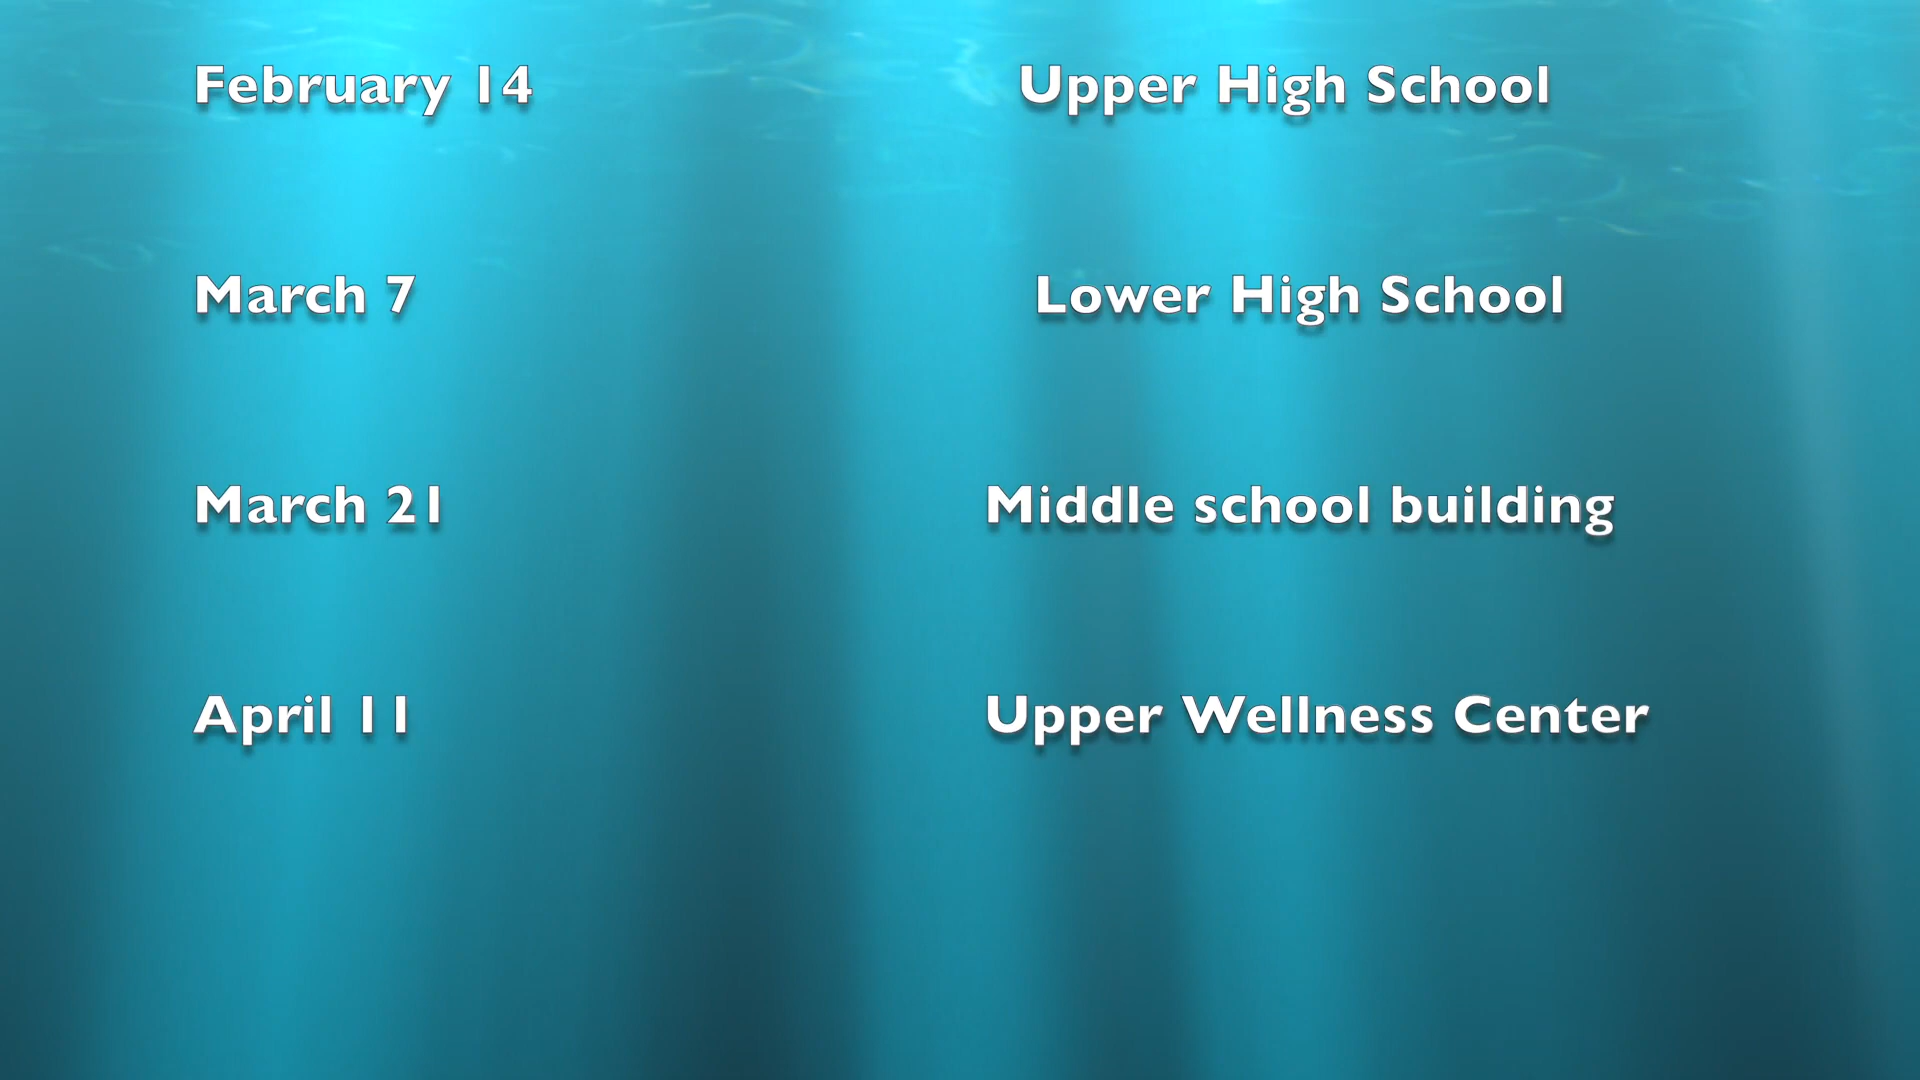 February 14 Upper High School
March 7 Lower High School
March 21 Middle school building
April 11 Upper Wellness Center